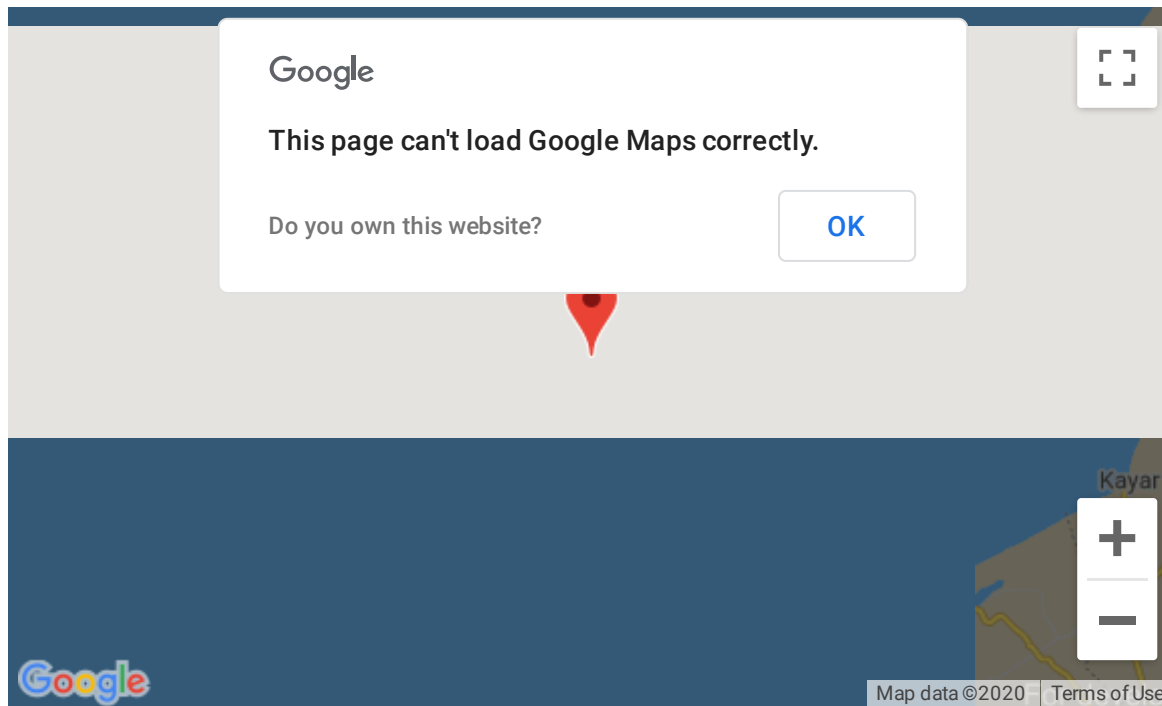 Google
This page can't load Google Maps correctly.
Do you own this website?
OK
Kayar
Google
Map data ©2020
Terms of Use